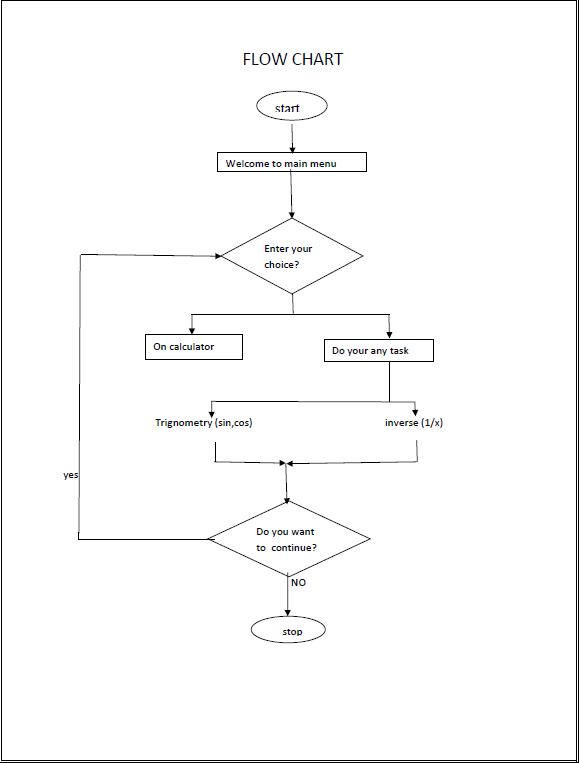 FLOW CHART
start
Welcome to main menu
Enter your
choice?
On calculator
Do your any task
Trignometry (sin,cos)
inverse (1/x)
yes
Do you want
to continue?
NO
stop